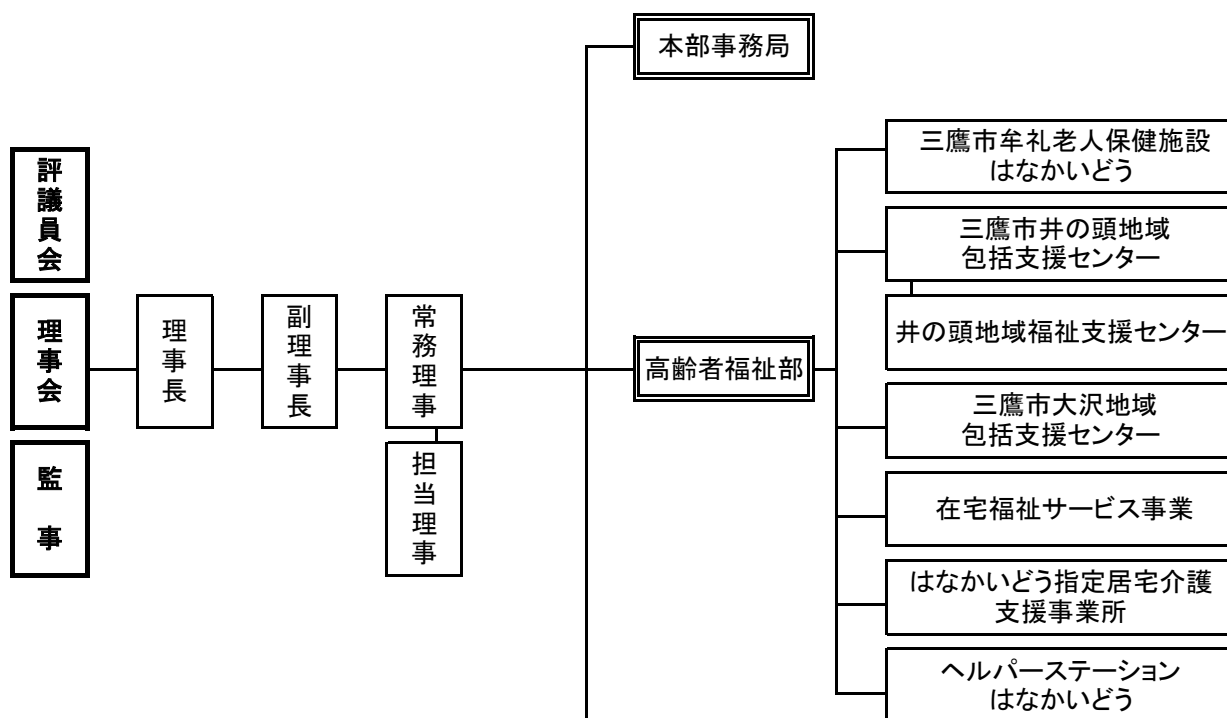 本部事務局
評議員会
理事会
監事
理事長
副理事長
常務理事
担当理事
高齢者福祉部
三鷹市牟礼老人保健施設
はなかいどう
三鷹市井の頭地域
包括支援センター
井の頭地域福祉支援センター
三鷹市大沢地域
包括支援センター
在宅福祉サービス事業
はなかいどう指定居宅介護
支援事業所
ヘルパーステーション
はなかいどう